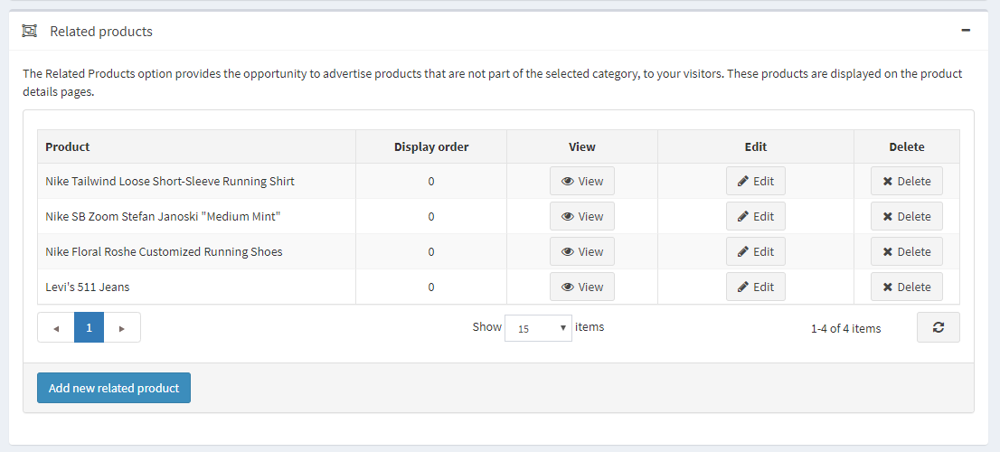 Related products
The Related Products option provides the opportunity to advertise products that are not part of the selected category, to your visitors. These products are displayed on the product
details pages.
Product Display order View Edit Delete
Nike Tailwind Loose Short-Sleeve Running Shirt 0 View Edit Delete
Nike SB Zoom Stefan Janoski "Medium Mint" 0 View Edit Delete
Nike Floral Roshe Customized Running Shoes 0 View Edit Delete
Levi's 511 Jeans 0 View Edit Delete
1 Show 15 items 1-4 of 4 items
Add new related product